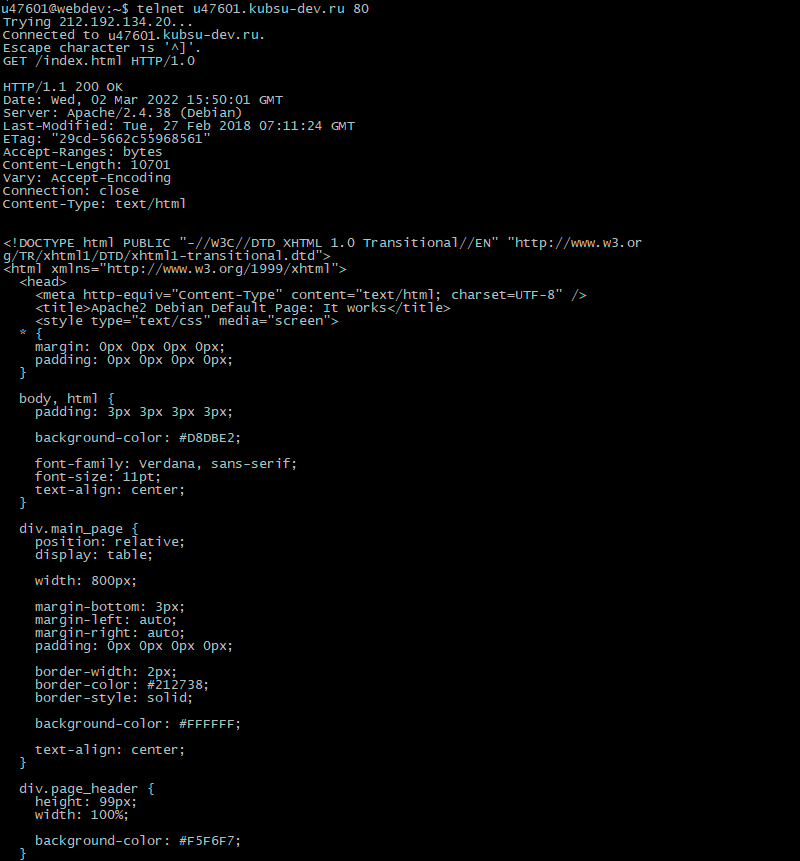 u47601@webdev:~$ telnet u47601.kubsu-dev.ru 80
Trying 212.192.134.20...
Connected to u47601.kubsu-dev.ru.
Escape character is '^]'.
GET /index.html HTTP/1.0

HTTP/1.1 200 OK
Date: Wed, 02 Mar 2022 15:50:01 GMT
Server: Apache/2.4.38 (Debian)
Last-Modified: Tue, 27 Feb 2018 07:11:24 GMT
ETag: "29cd-5662c55968561"
Accept-Ranges: bytes
Content-Length: 10701
Vary: Accept-Encoding
Connection: close
Content-Type: text/html

<!DOCTYPE html PUBLIC "-//W3C//DTD XHTML 1.0 Transitional//EN" "http://www.w3.or
g/TR/xhtml1/DTD/xhtml1-transitional.dtd">
<html xmlns="http://www.w3.org/1999/xhtml">
  <head>
    <meta http-equiv="Content-Type" content="text/html; charset=UTF-8" />
    <title>Apache2 Debian Default Page: It works</title>
    <style type="text/css" media="screen">
  * {
    margin: 0px 0px 0px 0px;
    padding: 0px 0px 0px 0px;
  }

  body, html {
    padding: 3px 3px 3px 3px;

    background-color: #D8DBE2;

    font-family: Verdana, sans-serif;
    font-size: 11pt;
    text-align: center;
  }

  div.main_page {
    position: relative;
    display: table;

    width: 800px;

    margin-bottom: 3px;
    margin-left: auto;
    margin-right: auto;
    padding: 0px 0px 0px 0px;

    border-width: 2px;
    border-color: #212738;
    border-style: solid;

    background-color: #FFFFFF;

    text-align: center;
  }

  div.page_header {
    height: 99px;
    width: 100%;

    background-color: #F5F6F7;
  }